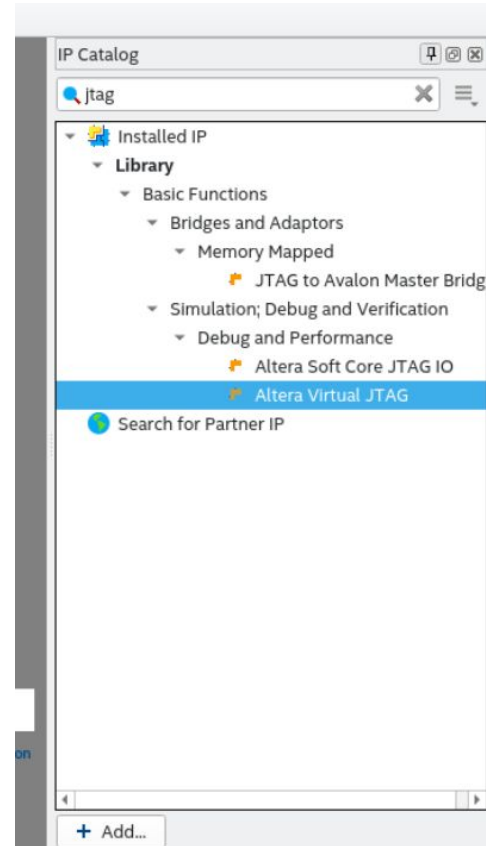 IP Catalog
jtag
Installed IP
Library
Basic Functions
Bridges and Adaptors
Memory Mapped
JTAG to Avalon Master Bridg
Simulation; Debug and Verification
Debug and Performance
Altera Soft Core JTAG IO
Altera Virtual JTAG
Search for Partner IP
on
+ Add...